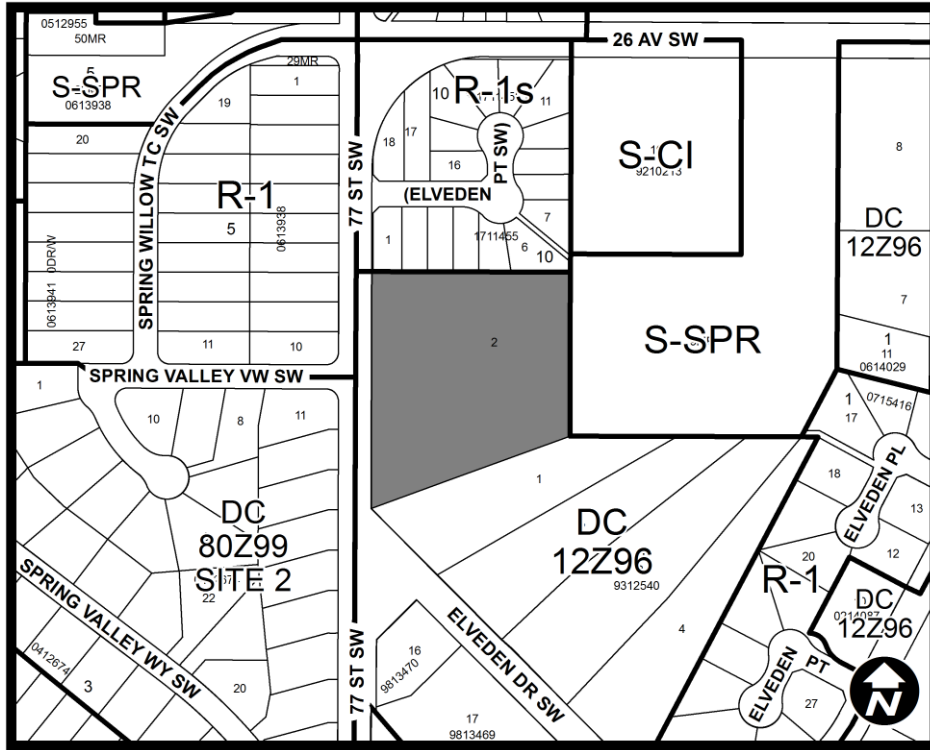 0512955
50MR
5
S-SPR
0613938
20
19
29MR
1
SPRING WILLOW TC SW
R-1
5
0613938
0613941
0DR/W
27
11
10
SPRING VALLEY VW SW
77 ST SW
26 AV SW
10
R-1s
11
18
17
16
(ELVEDEN
PT SW)
1
1711455
7
6
10
S-CI
9210213
8
DC
12Z96
7
2
S-SPR
1
11
0614029
1
10
8
11
1
17
0715416
18
ELVEDEN PL
13
12
DC
80Z99
SITE 2
22
SPRING VALLEY WY SW
0412674
3
20
77 ST SW
1
DC
12Z96
9312540
4
ELVEDEN DR SW
16
9813470
17
9813469
20
R-1
DC
12Z96
ELVEDEN PT
27
N